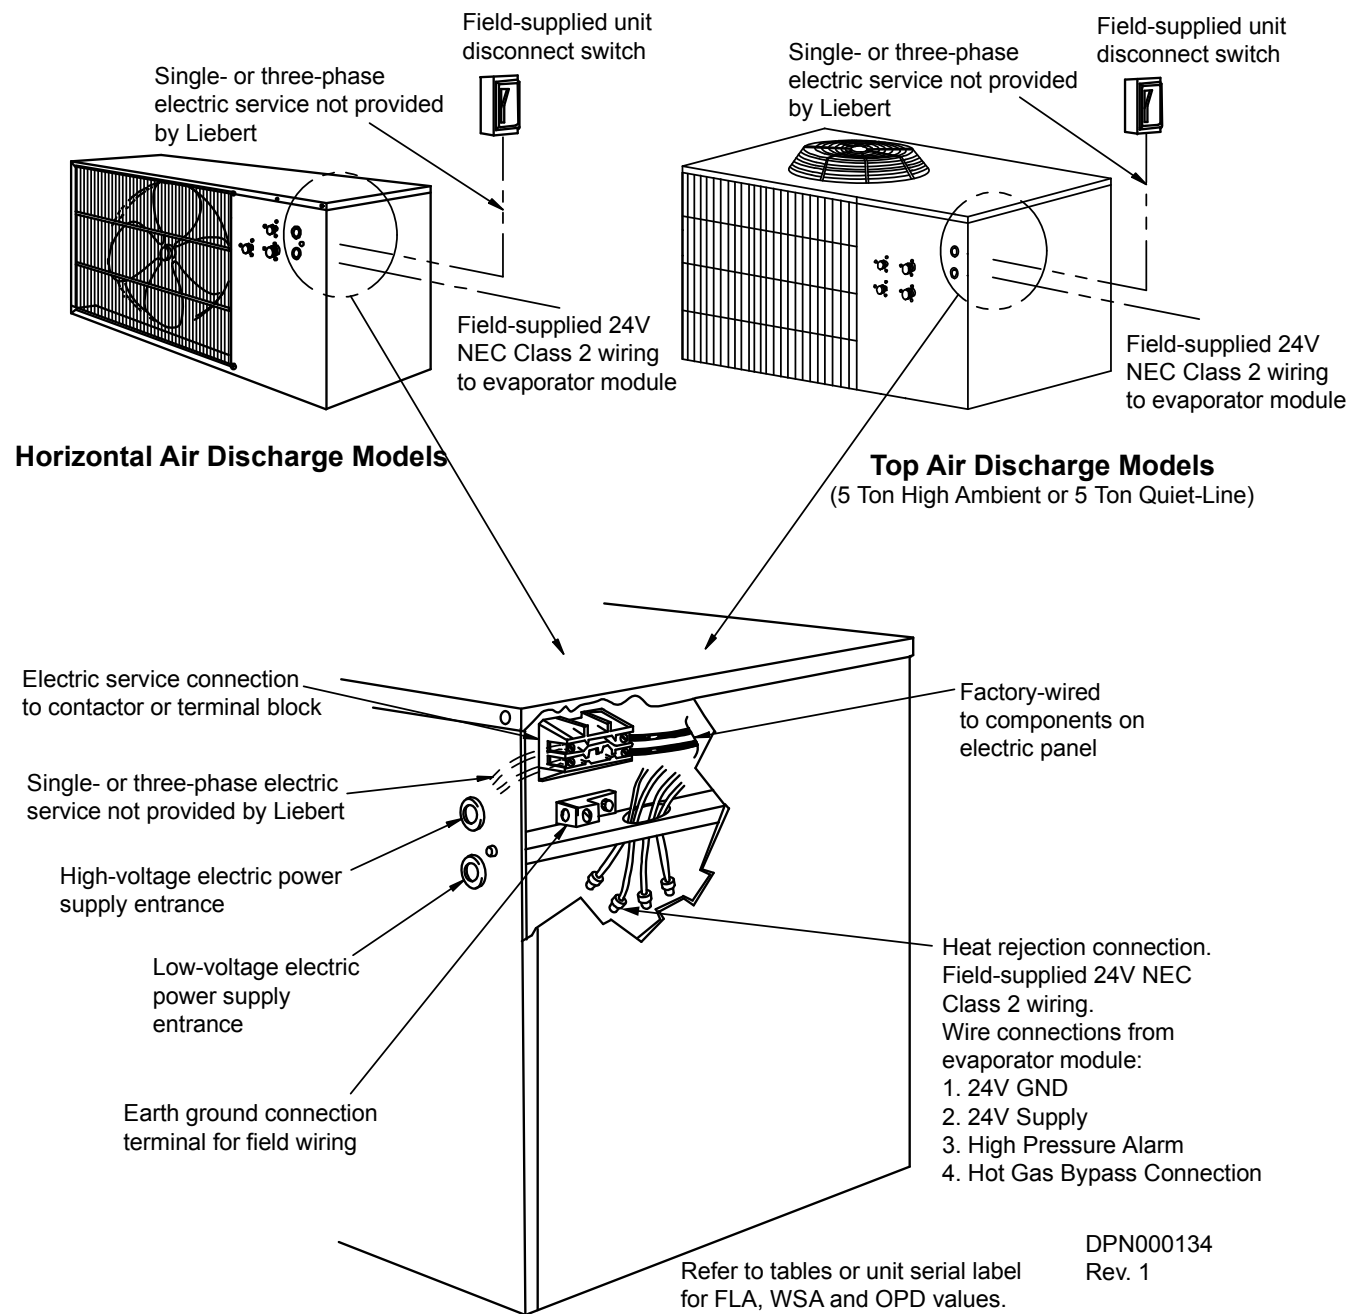 Field-supplied unit
disconnect switch
Single- or three-phase
electric service not provided
by Liebert
Field-supplied 24V
NEC Class 2 wiring
to evaporator module
Horizontal Air Discharge Models
Field-supplied unit
disconnect switch
Single- or three-phase
electric service not provided
by Liebert
Field-supplied 24V
NEC Class 2 wiring
to evaporator module
Top Air Discharge Models
(5 Ton High Ambient or 5 Ton Quiet-Line)
Electric service connection
to contactor or terminal block
Single- or three-phase electric
service not provided by Liebert
High-voltage electric power
supply entrance
Low-voltage electric
power supply
entrance
Earth ground connection
terminal for field wiring
Factory-wired
to components on
electric panel
Heat rejection connection.
Field-supplied 24V NEC
Class 2 wiring.
Wire connections from
evaporator module:
1. 24V GND
2. 24V Supply
3. High Pressure Alarm
4. Hot Gas Bypass Connection
Refer to tables or unit serial label
for FLA, WSA and OPD values.
DPN000134
Rev. 1